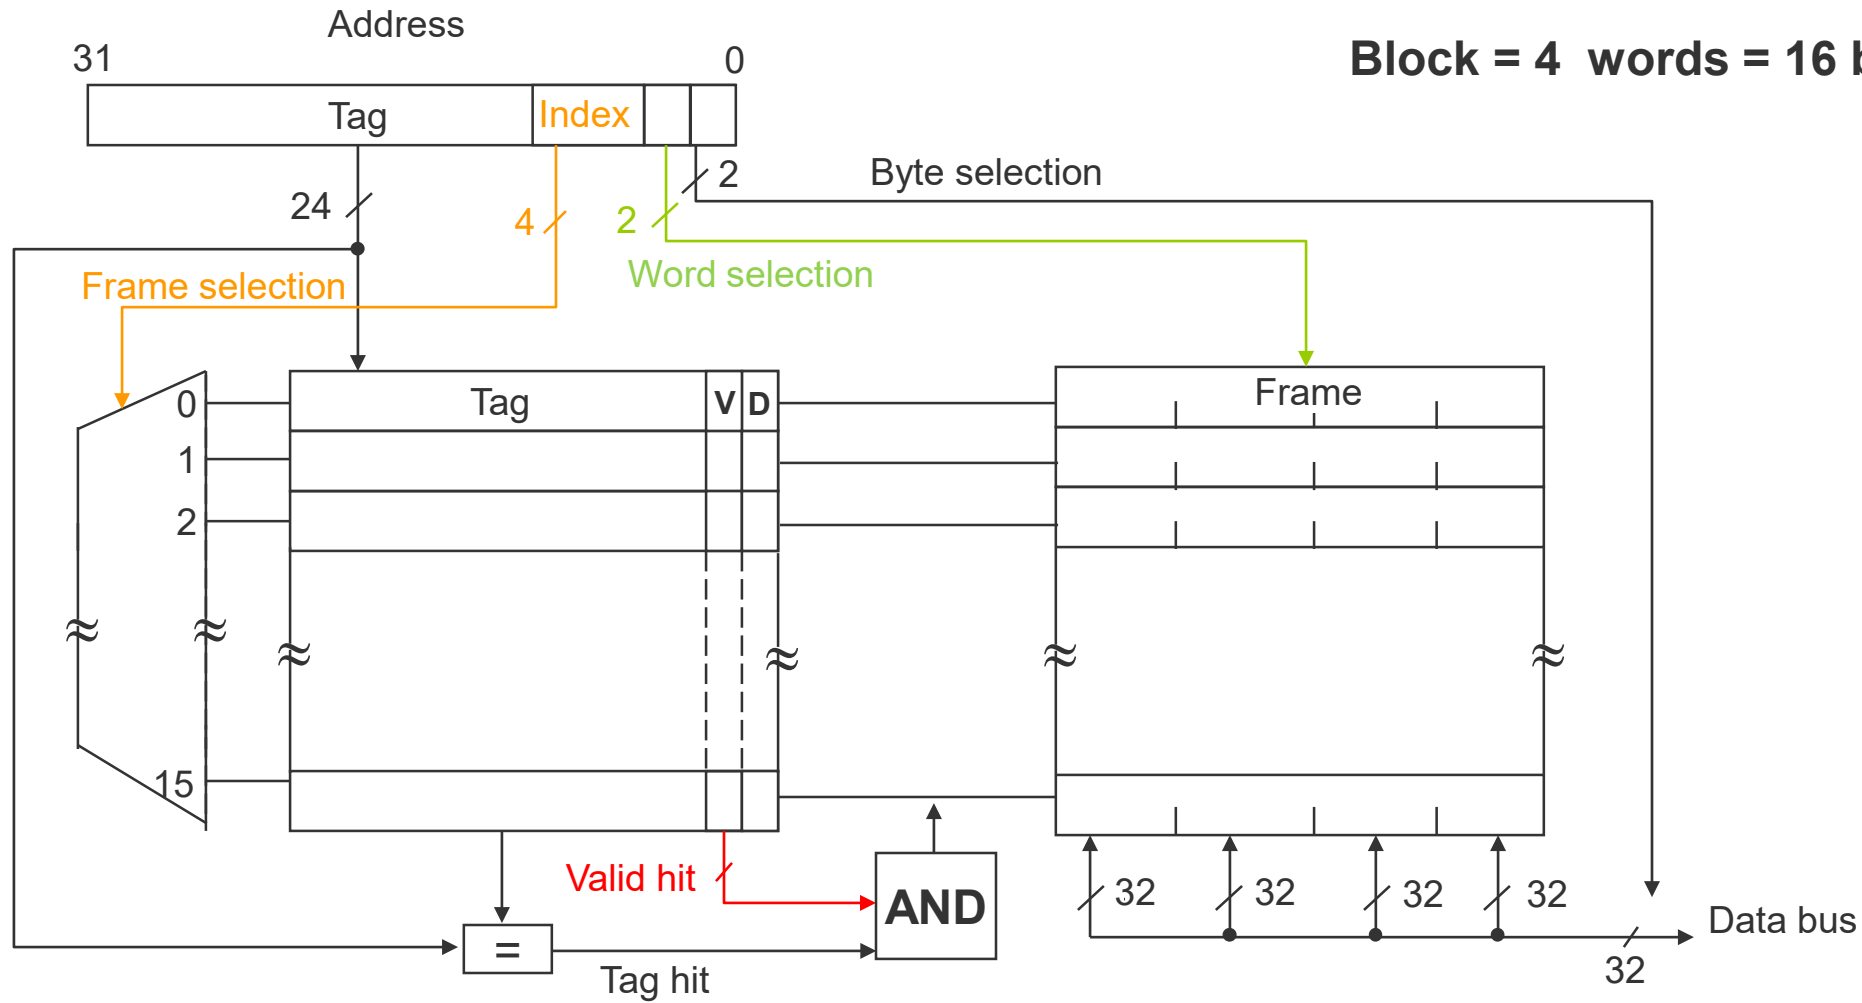 Address
31
0
Block = 4 words = 16 b
Tag
Index
24
4
2
2
Byte selection
Frame selection
Word selection
0
Tag
V
D
Frame
1
2
≈
≈
≈
≈
≈
≈
15
Valid hit
AND
32
32
32
32
Data bus
=
Tag hit
32